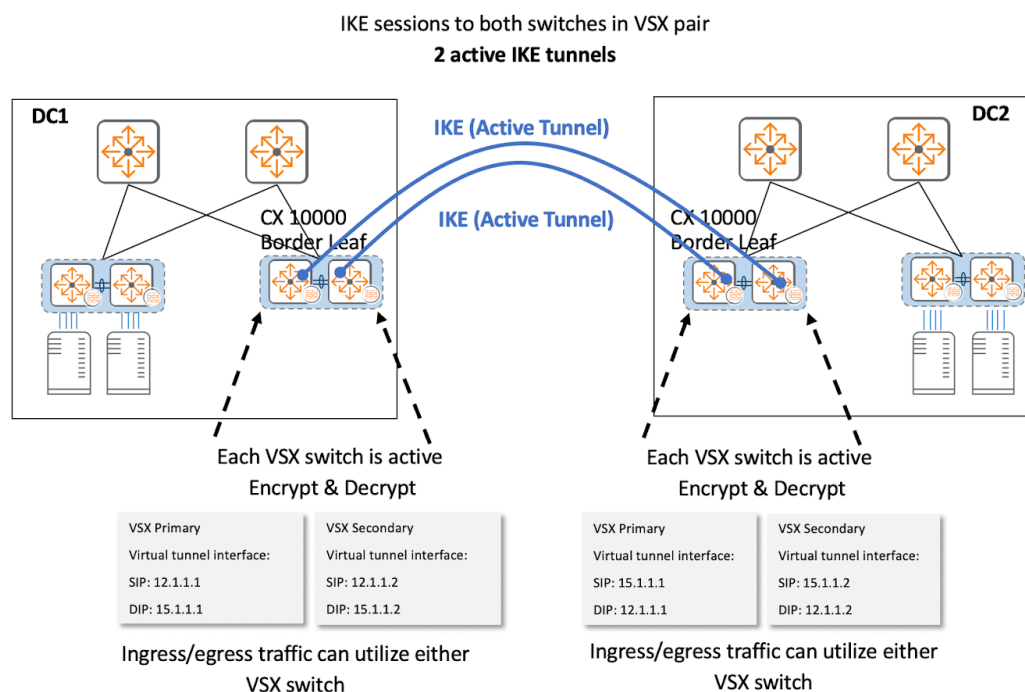 IKE sessions to both switches in VSX pair
2 active IKE tunnels
DC1
DC2
IKE (Active Tunnel)
IKE (Active Tunnel)
CX 10000
Border Leaf
CX 10000
Border Leaf
Each VSX switch is active
Encrypt & Decrypt
Each VSX switch is active
Encrypt & Decrypt
VSX Primary
Virtual tunnel interface:
SIP: 12.1.1.1
DIP: 15.1.1.1
VSX Secondary
Virtual tunnel interface:
SIP: 12.1.1.2
DIP: 15.1.1.2
VSX Primary
Virtual tunnel interface:
SIP: 15.1.1.1
DIP: 12.1.1.1
VSX Secondary
Virtual tunnel interface:
SIP: 15.1.1.2
DIP: 12.1.1.2
Ingress/egress traffic can utilize either
VSX switch
Ingress/egress traffic can utilize either
VSX switch